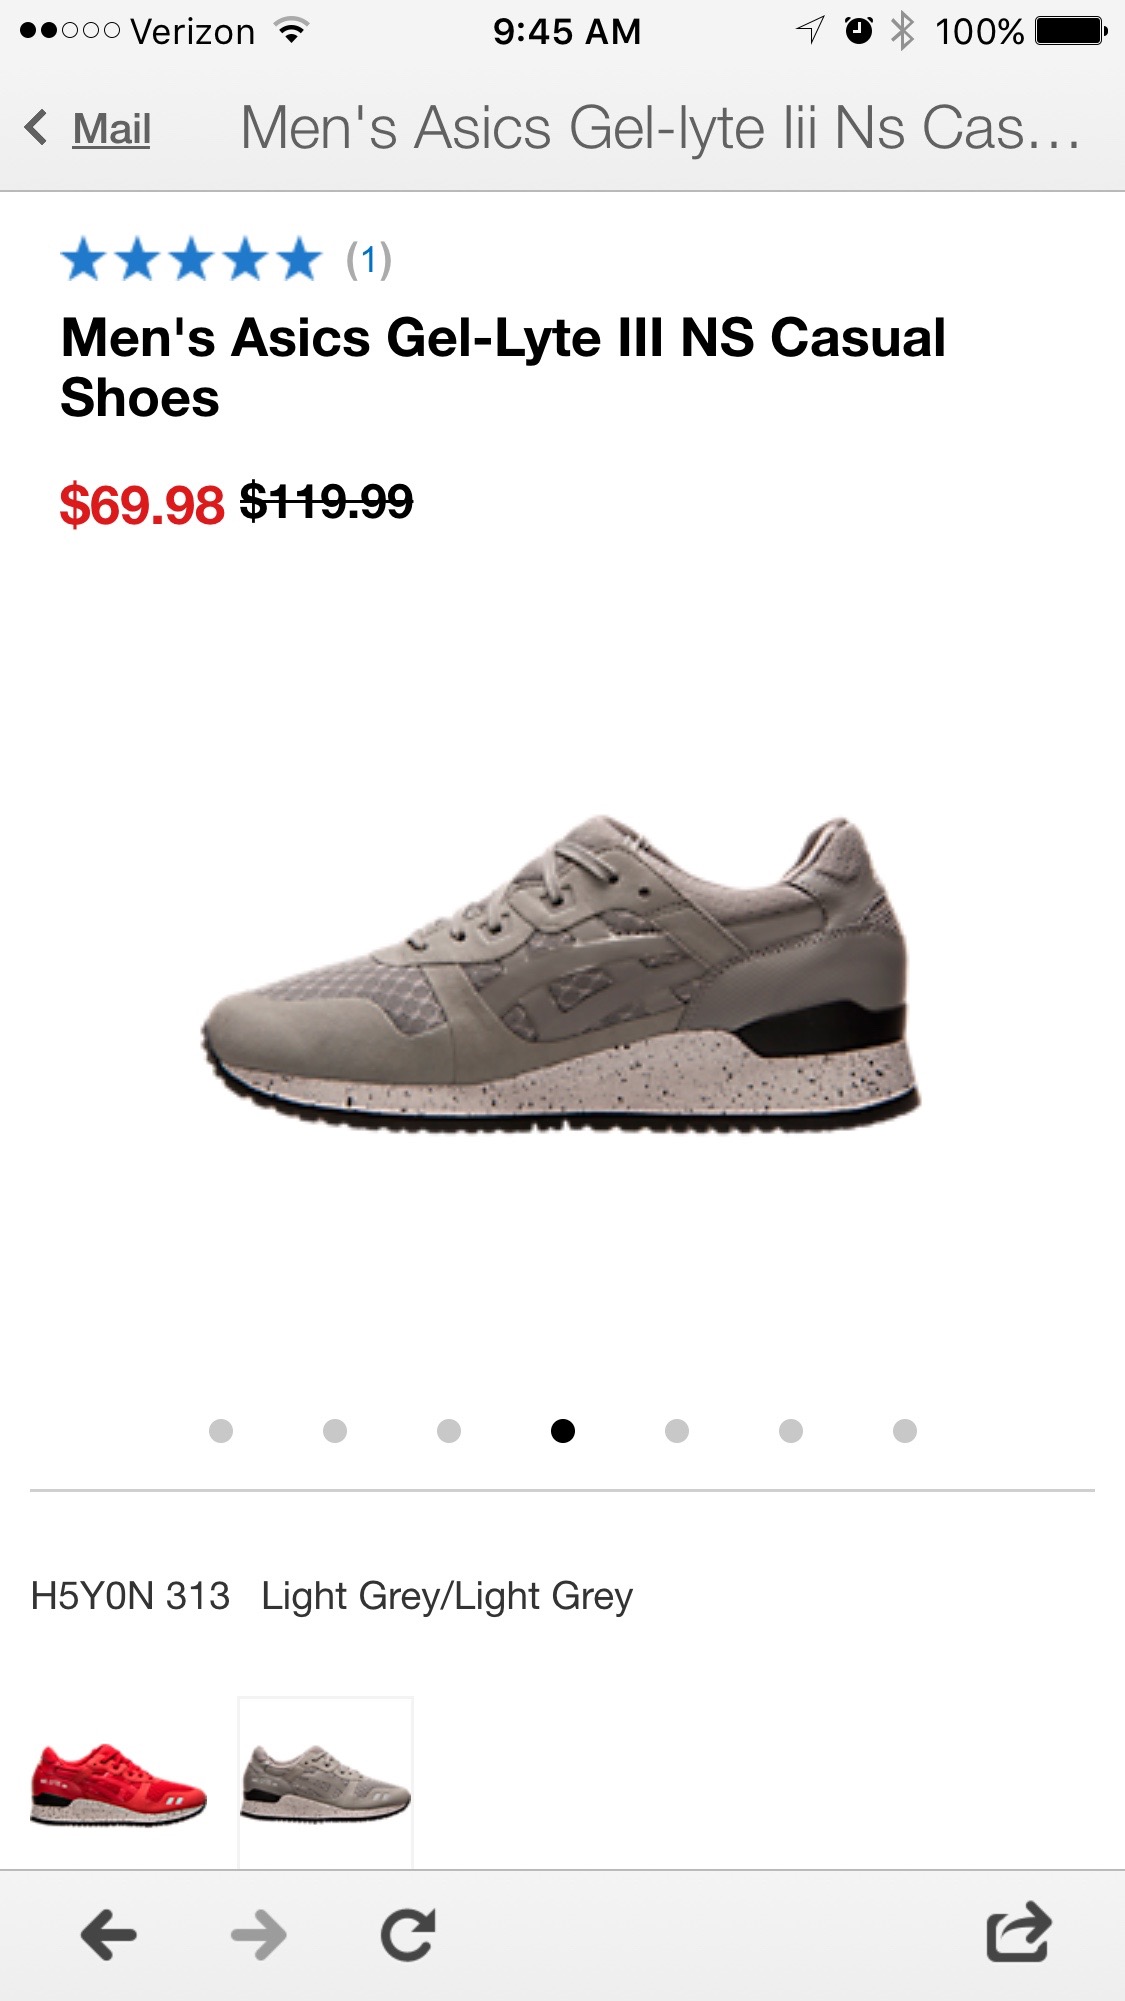 Verizon 9:45 AM 100%
Mail Men's Asics Gel-lyte Iii Ns Cas...
(1)
Men's Asics Gel-Lyte III NS Casual
Shoes
$69.98 $119.99
H5Y0N 313 Light Grey/Light Grey